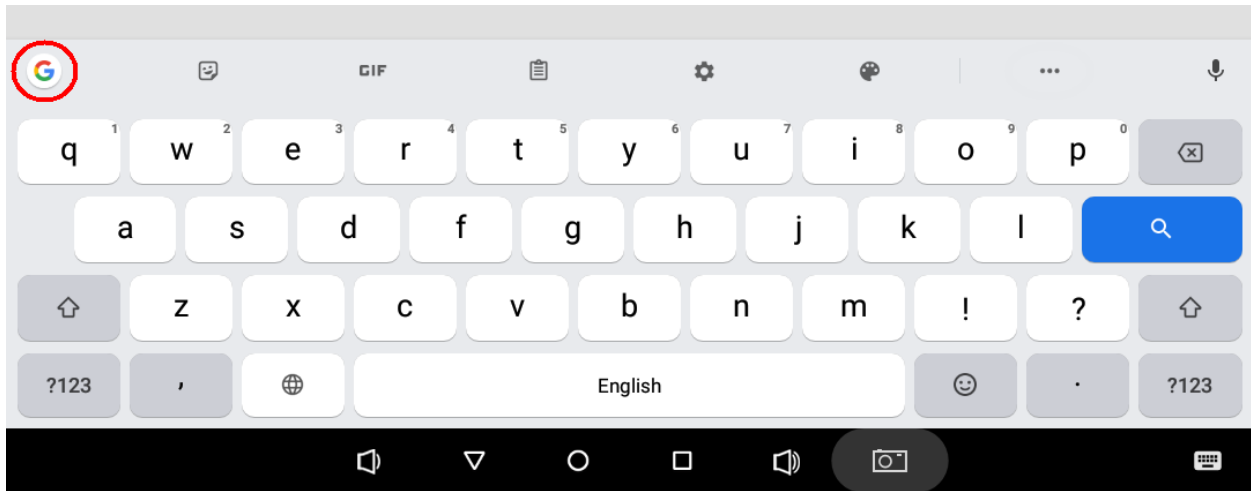 G GIF
q 1 w 2 e 3 r 4 t 5 y 6 u 7 i 8 o 9 p 0
a s d f g h j k l
z x c v b n m ! ?
?123 , English . ?123